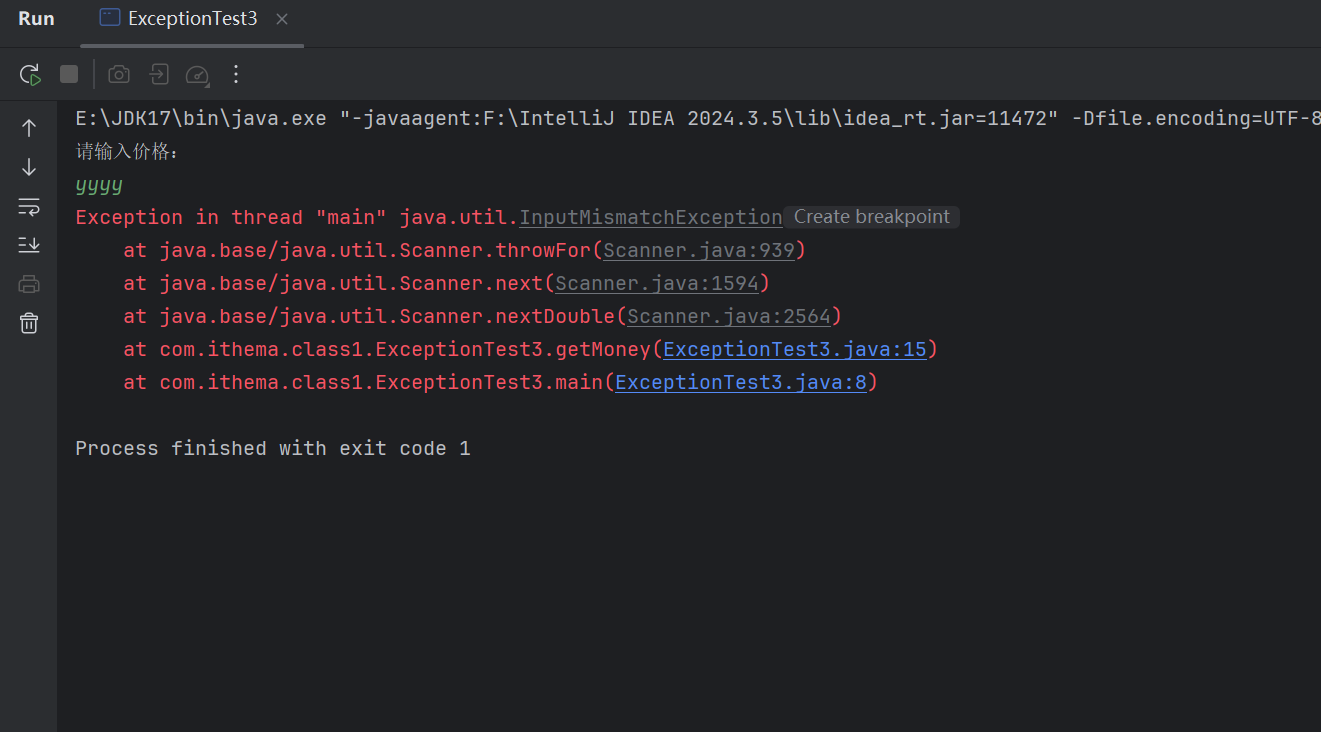 Run ExceptionTest3
E:\JDK17\bin\java.exe "-javaagent:F:\IntelliJ IDEA 2024.3.5\lib\idea_rt.jar=11472" -Dfile.encoding=UTF-8
请输入价格：
yyyy
Exception in thread "main" java.util.InputMismatchException Create breakpoint
at java.base/java.util.Scanner.throwFor(Scanner.java:939)
at java.base/java.util.Scanner.next(Scanner.java:1594)
at java.base/java.util.Scanner.nextDouble(Scanner.java:2564)
at com.ithema.class1.ExceptionTest3.getMoney(ExceptionTest3.java:15)
at com.ithema.class1.ExceptionTest3.main(ExceptionTest3.java:8)
Process finished with exit code 1